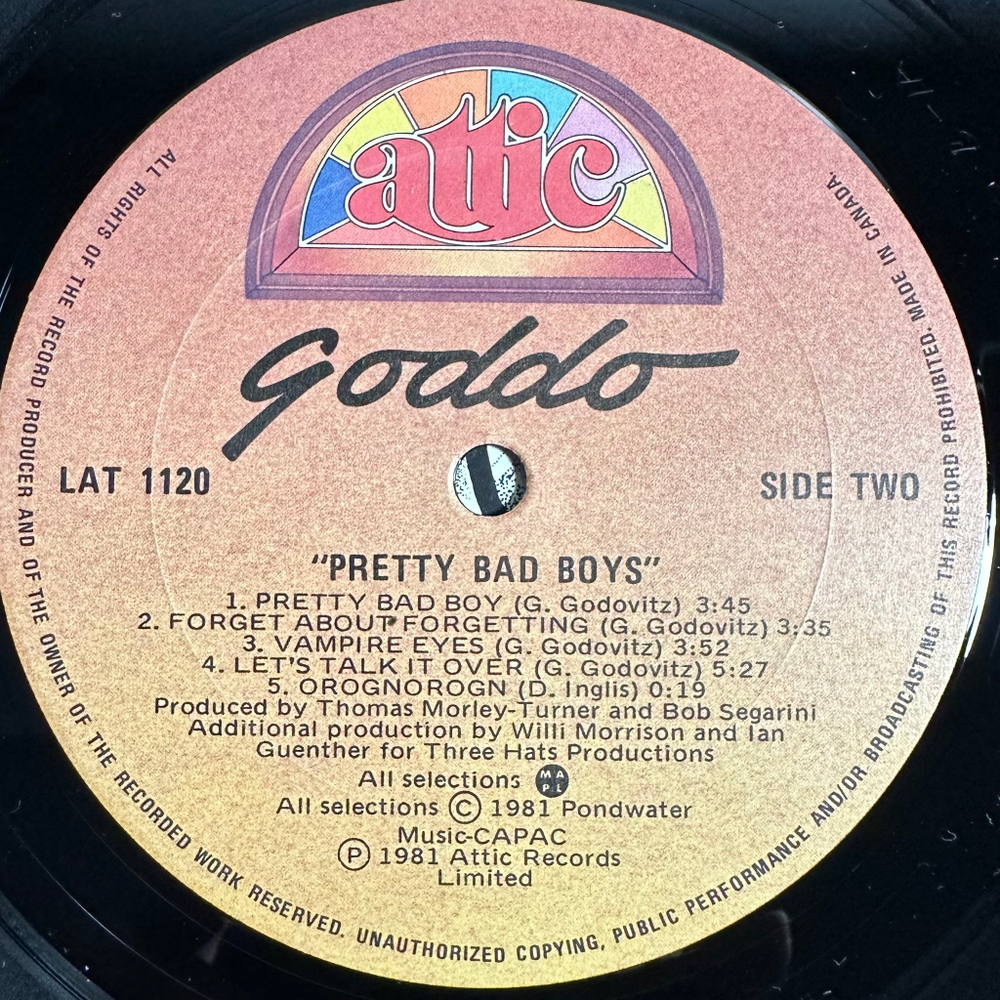 attic
goddo
LAT 1120
SIDE TWO
"PRETTY BAD BOYS"
1. PRETTY BAD BOY (G. Godovitz) 3:45
2. FORGET ABOUT FORGETTING (G. Godovitz) 3:35
3. VAMPIRE EYES (G. Godovitz) 3:52
4. LET'S TALK IT OVER (G. Godovitz) 5:27
5. OROGNOROGN (D. Inglis) 0:19
Produced by Thomas Morley-Turner and Bob Segarini
Additional production by Willi Morrison and Ian
Guenther for Three Hats Productions
All selections MAPL
All selections Ⓒ 1981 Pondwater
Music-CAPAC
Ⓟ 1981 Attic Records
Limited
ALL RIGHTS OF THE RECORD PRODUCER AND OF THE OWNER OF THE RECORDED WORK RESERVED. UNAUTHORIZED COPYING, PUBLIC PERFORMANCE AND/OR BROADCASTING OF THIS RECORD PROHIBITED. MADE IN CANADA.